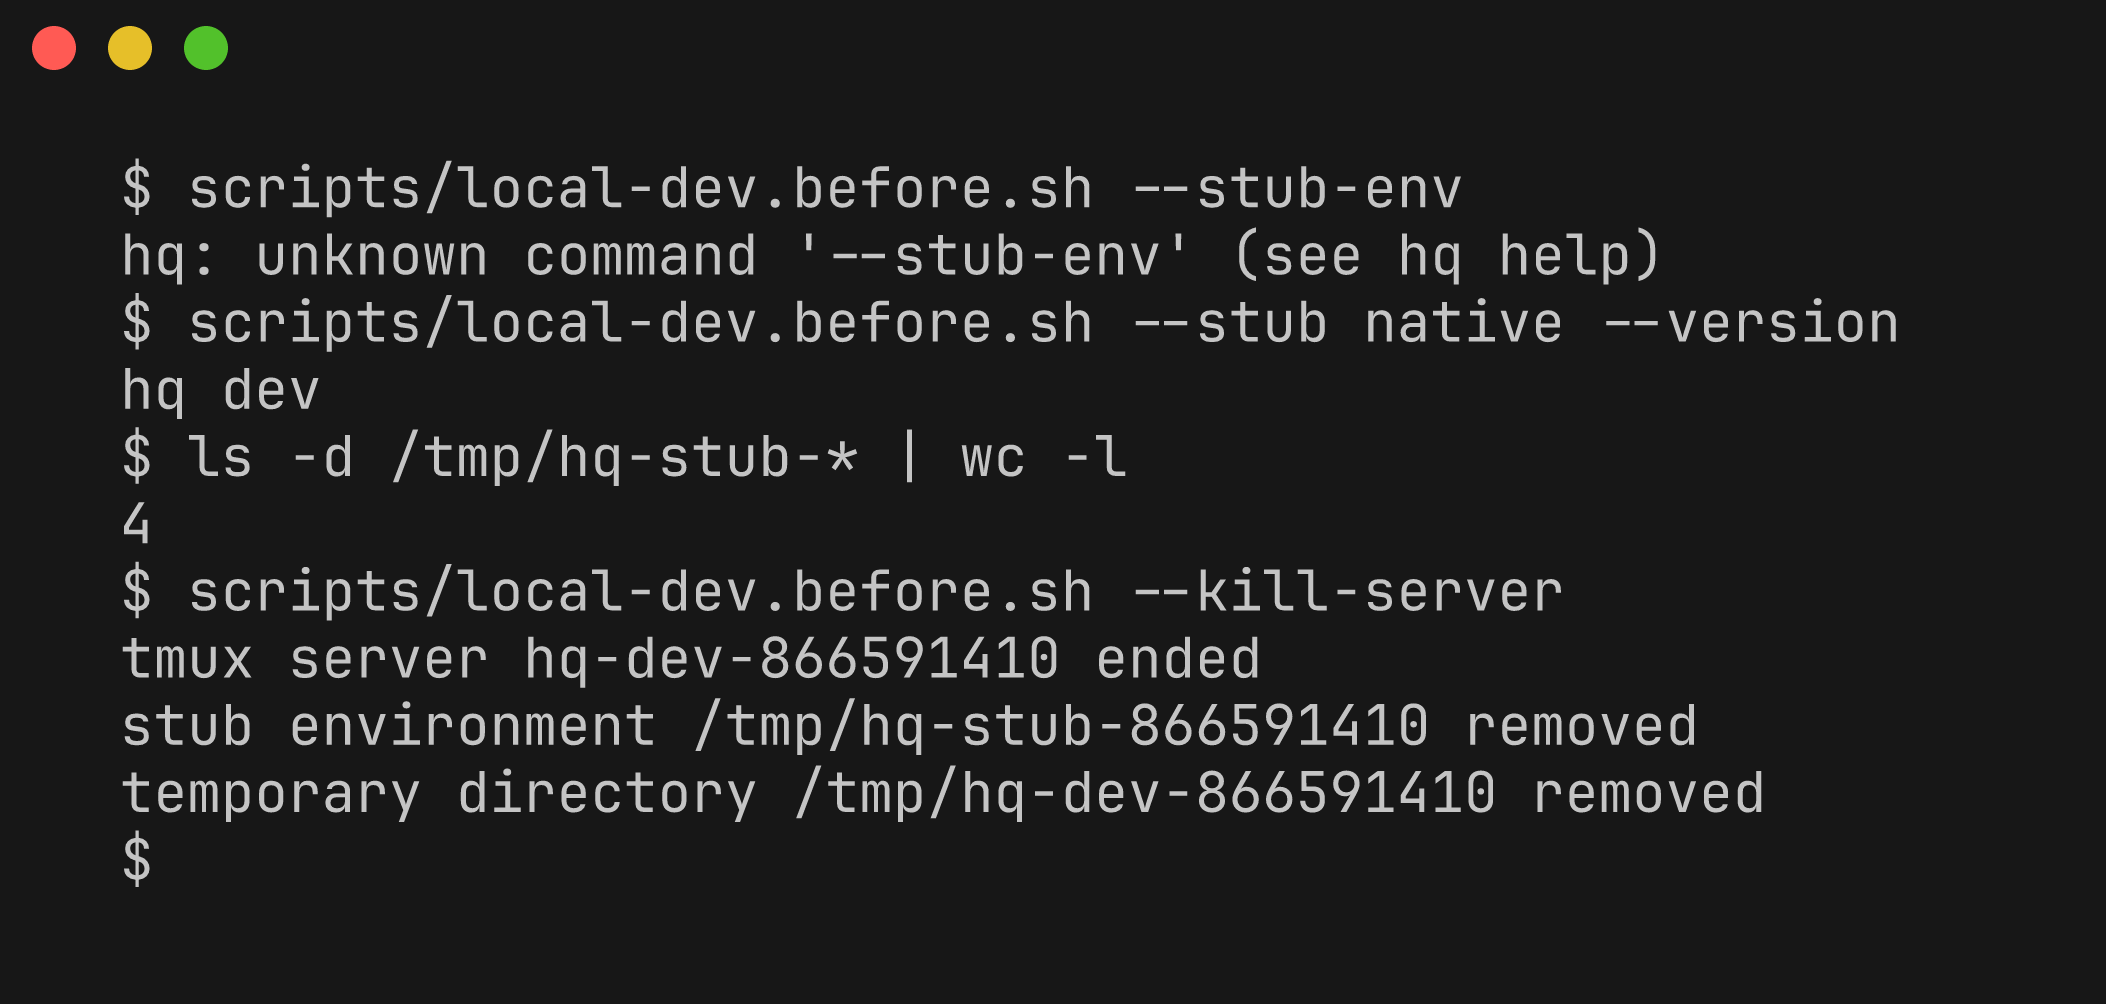 $ scripts/local-dev.before.sh --stub-env
hq: unknown command '--stub-env' (see hq help)
$ scripts/local-dev.before.sh --stub native --version
hq dev
$ ls -d /tmp/hq-stub-* | wc -l
4
$ scripts/local-dev.before.sh --kill-server
tmux server hq-dev-866591410 ended
stub environment /tmp/hq-stub-866591410 removed
temporary directory /tmp/hq-dev-866591410 removed
$